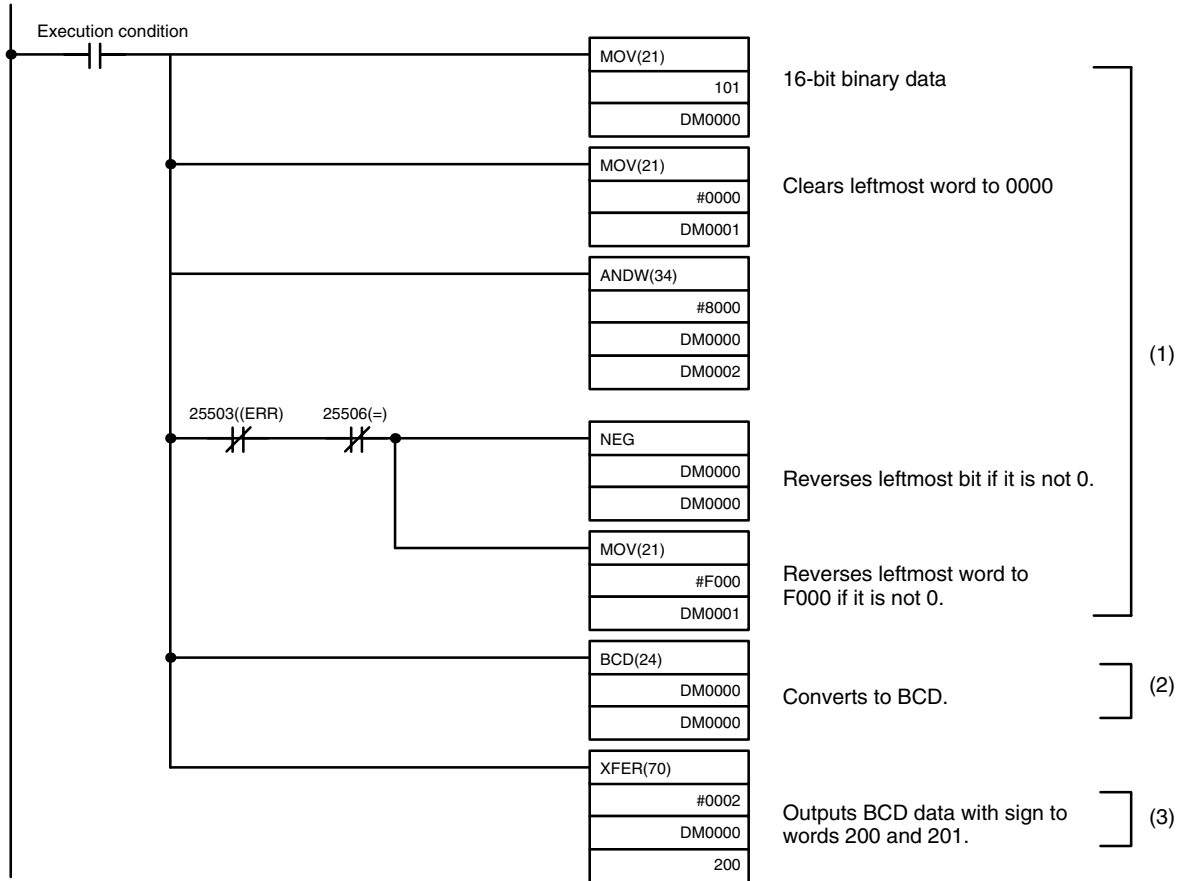 Execution condition
MOV(21)
101
DM0000
16-bit binary data
MOV(21)
#0000
DM0001
Clears leftmost word to 0000
ANDW(34)
#8000
DM0000
DM0002
(1)
25503((ERR) 25506(=)
NEG
DM0000
DM0000
Reverses leftmost bit if it is not 0.
MOV(21)
#F000
DM0001
Reverses leftmost word to
F000 if it is not 0.
BCD(24)
DM0000
DM0000
Converts to BCD.
(2)
XFER(70)
#0002
DM0000
200
Outputs BCD data with sign to
words 200 and 201.
(3)